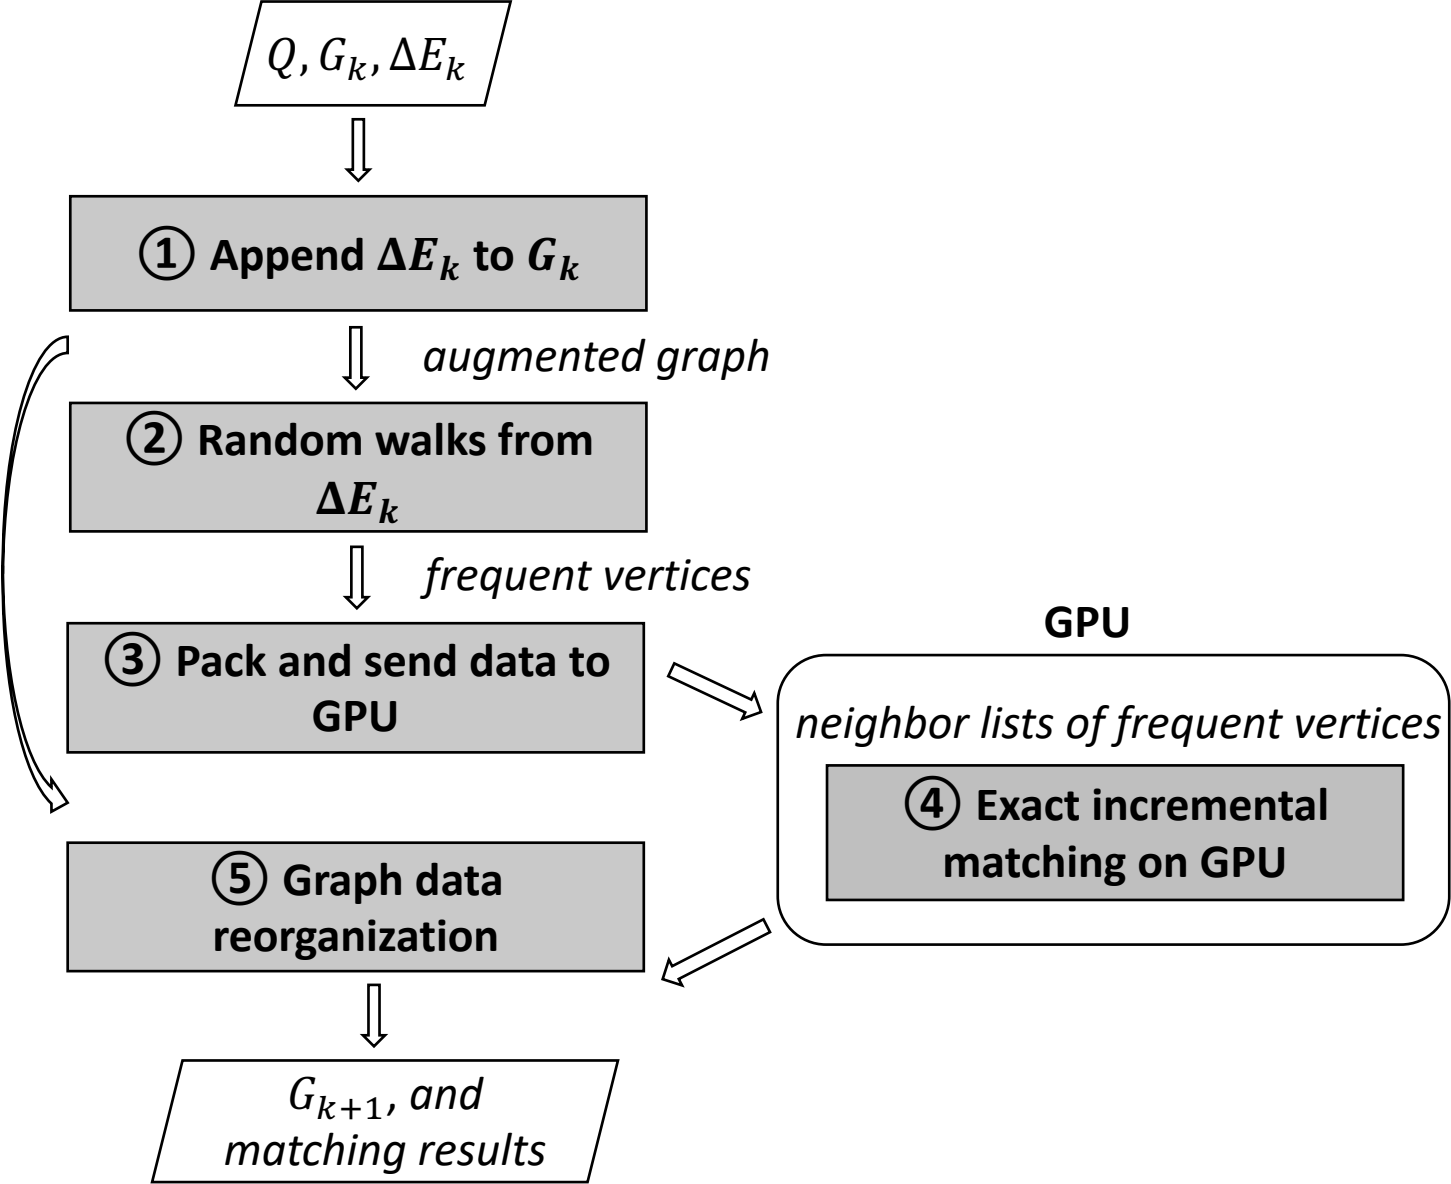 Q, G_k, ΔE_k
① Append ΔE_k to G_k
augmented graph
② Random walks from
ΔE_k
frequent vertices
③ Pack and send data to
GPU
GPU
neighbor lists of frequent vertices
④ Exact incremental
matching on GPU
⑤ Graph data
reorganization
G_{k+1}, and
matching results